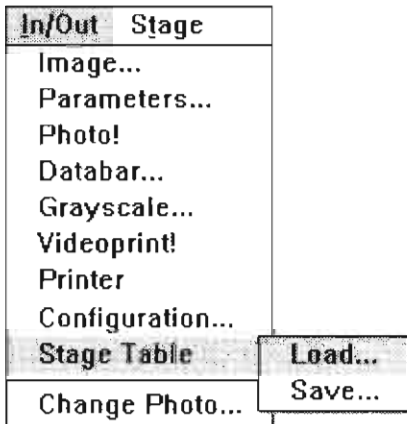 In/Out Stage
Image...
Parameters...
Photo!
Databar...
Grayscale...
Videoprint!
Printer
Configuration...
Stage Table Load...
Save...
Change Photo...